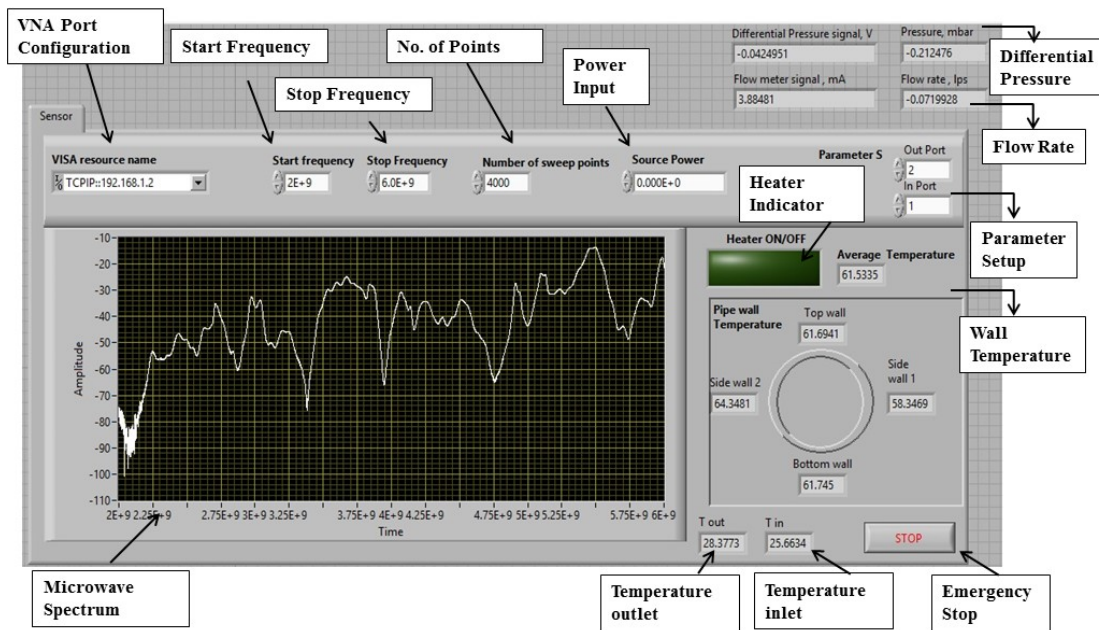 VNA Port
Configuration
Start Frequency
No. of Points
Stop Frequency
Power
Input
Differential Pressure signal, V
-0.0424951
Pressure, mbar
-0.212476
Flow meter signal , mA
3.88481
Flow rate , lps
-0.0719928
Differential
Pressure
Flow Rate
Sensor
VISA resource name
TCPIP::192.168.1.2
Start frequency
2E+9
Stop Frequency
6.0E+9
Number of sweep points
4000
Source Power
0.000E+0
Parameter S
Out Port
2
In Port
1
Heater
Indicator
Parameter
Setup
Heater ON/OFF
Average Temperature
61.5335
Wall
Temperature
Pipe wall
Temperature
Top wall
61.6941
Side wall 2
64.3481
Side
wall 1
58.3469
Bottom wall
61.745
Amplitude
-10
-20
-30
-40
-50
-60
-70
-80
-90
-100
-110
2E+9 2.25E+9 2.75E+9 3E+9 3.25E+9 3.75E+9 4E+9 4.25E+9 4.75E+9 5E+9 5.25E+9 5.75E+9 6E+9
Time
T out
28.3773
T in
25.6634
STOP
Microwave
Spectrum
Temperature
outlet
Temperature
inlet
Emergency
Stop